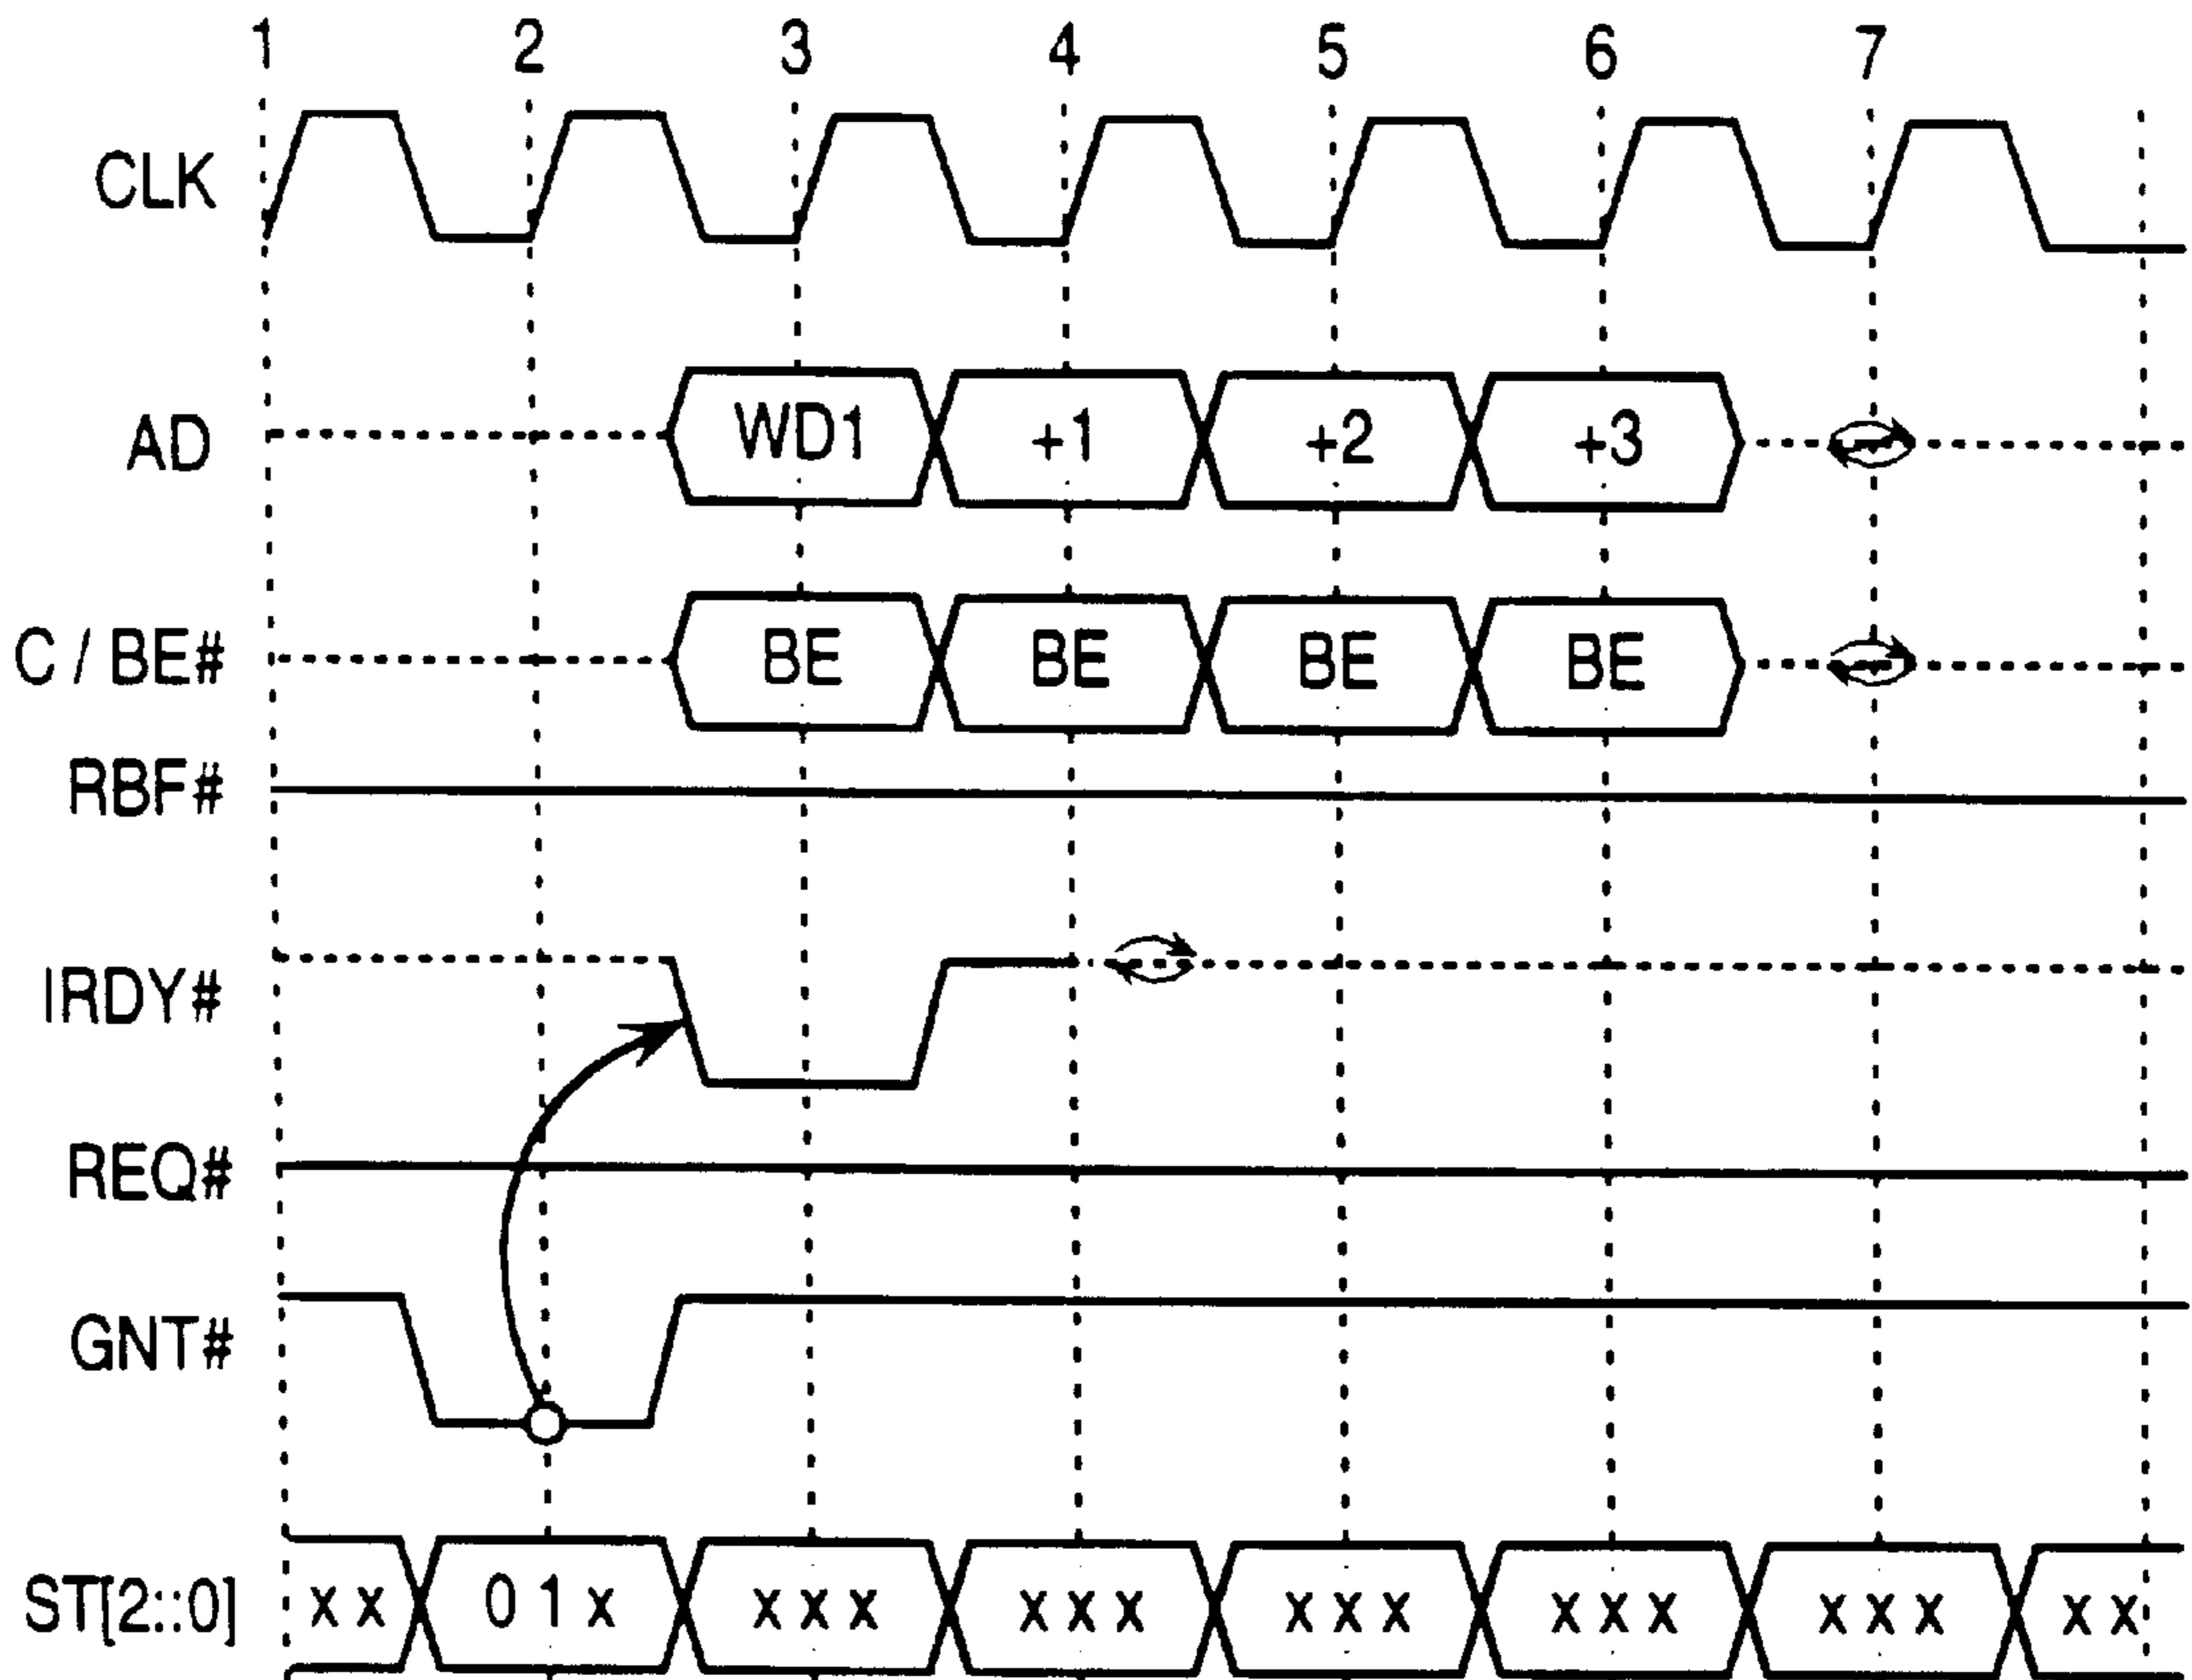 1 2 3 4 5 6 7
CLK
AD WD1 +1 +2 +3
C / BE# BE BE BE BE
RBF#
IRDY#
REQ#
GNT#
ST[2::0] x x 0 1 x x x x x x x x x x x x x x x x x x